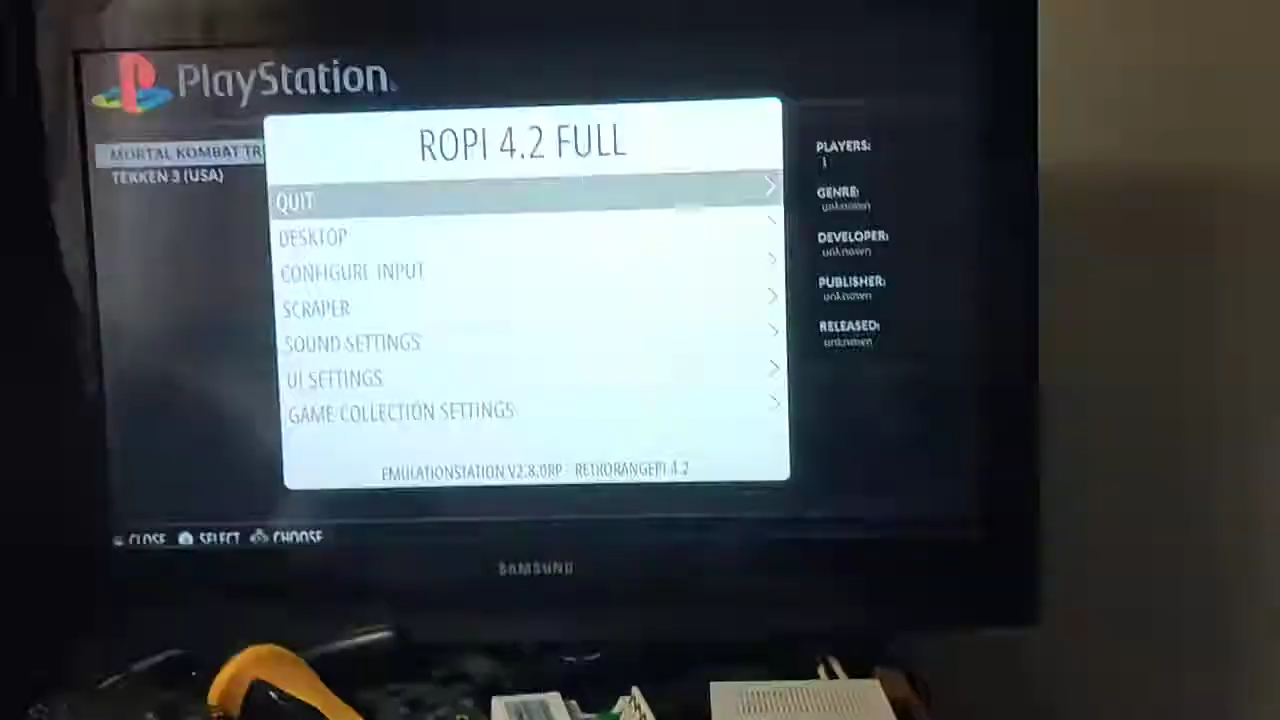 PlayStation
ROPI 4.2 FULL
MORTAL KOMBAT TR
TEKKEN 3 (USA)
QUIT
DESKTOP
CONFIGURE INPUT
SCRAPER
SOUND SETTINGS
UI SETTINGS
GAME COLLECTION SETTINGS
EMULATIONSTATION V2.8.0RP - RETRORANGEPI 4.2
PLAYERS:
1
GENRE:
unknown
DEVELOPER:
unknown
PUBLISHER:
unknown
RELEASED:
unknown
CLOSE SELECT CHOOSE
SAMSUNG